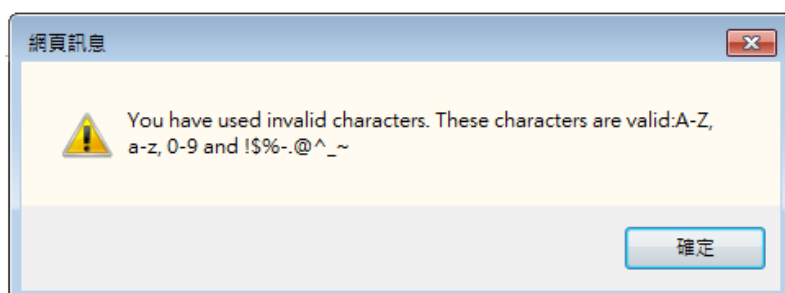 網頁訊息
You have used invalid characters. These characters are valid:A-Z,
a-z, 0-9 and !$%-.@^_~
確定